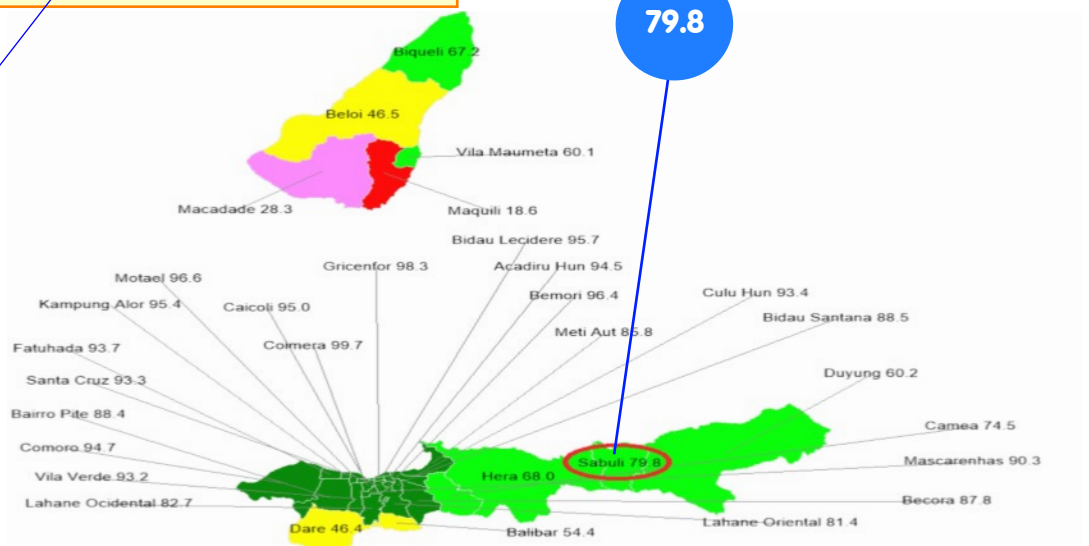 79.8
Biqueli 67.2
Beloi 46.5
Vila Maumeta 60.1
Macadade 28.3
Maquili 18.6
Bidau Lecidere 95.7
Gricenfor 98.3
Acadiru Hun 94.5
Motael 96.6
Bemori 96.4
Culu Hun 93.4
Kampung Alor 95.4
Caicoli 95.0
Bidau Santana 88.5
Meti Aut 85.8
Fatuhada 93.7
Coimera 99.7
Duyung 60.2
Santa Cruz 93.3
Bairro Pite 88.4
Camea 74.5
Comoro 94.7
Mascarenhas 90.3
Sabuli 79.8
Vila Verde 93.2
Hera 68.0
Lahane Ocidental 82.7
Becora 87.8
Lahane Oriental 81.4
Dare 46.4
Balibar 54.4